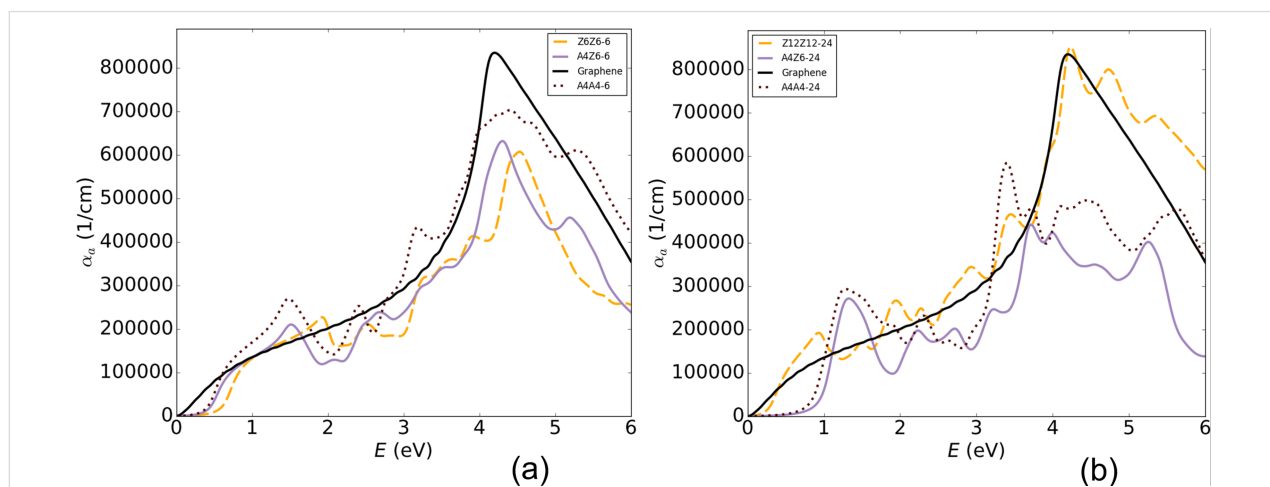 Z6Z6-6
A4Z6-6
Graphene
A4A4-6
800000
700000
600000
500000
400000
300000
200000
100000
0
αa (1/cm)
0 1 2 3 4 5 6
E (eV)
(a)
Z12Z12-24
A4Z6-24
Graphene
A4A4-24
800000
700000
600000
500000
400000
300000
200000
100000
0
αa (1/cm)
0 1 2 3 4 5 6
E (eV)
(b)